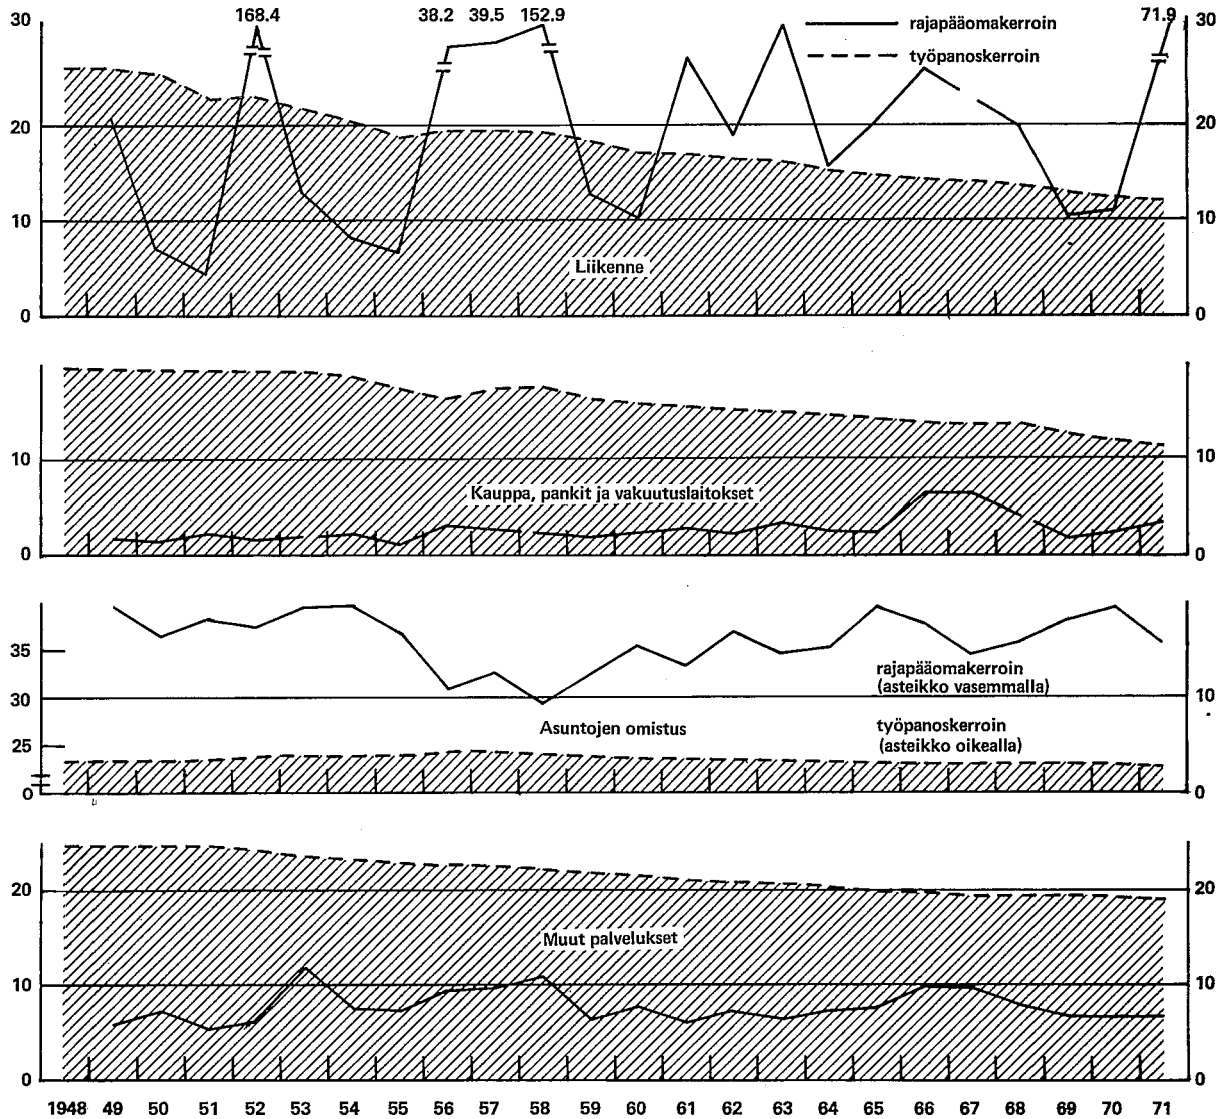 30 168.4 38.2 39.5 152.9 71.9 30
rajapääomakerroin
työpanoskerroin
20 20
10 10
Liikenne
0 0
10 10
Kauppa, pankit ja vakuutuslaitokset
0 0
35
rajapääomakerroin
(asteikko vasemmalla)
30 10
Asuntojen omistus
työpanoskerroin
(asteikko oikealla)
25
0 0
20 20
Muut palvelukset
10 10
0 0
1948 49 50 51 52 53 54 55 56 57 58 59 60 61 62 63 64 65 66 67 68 69 70 71